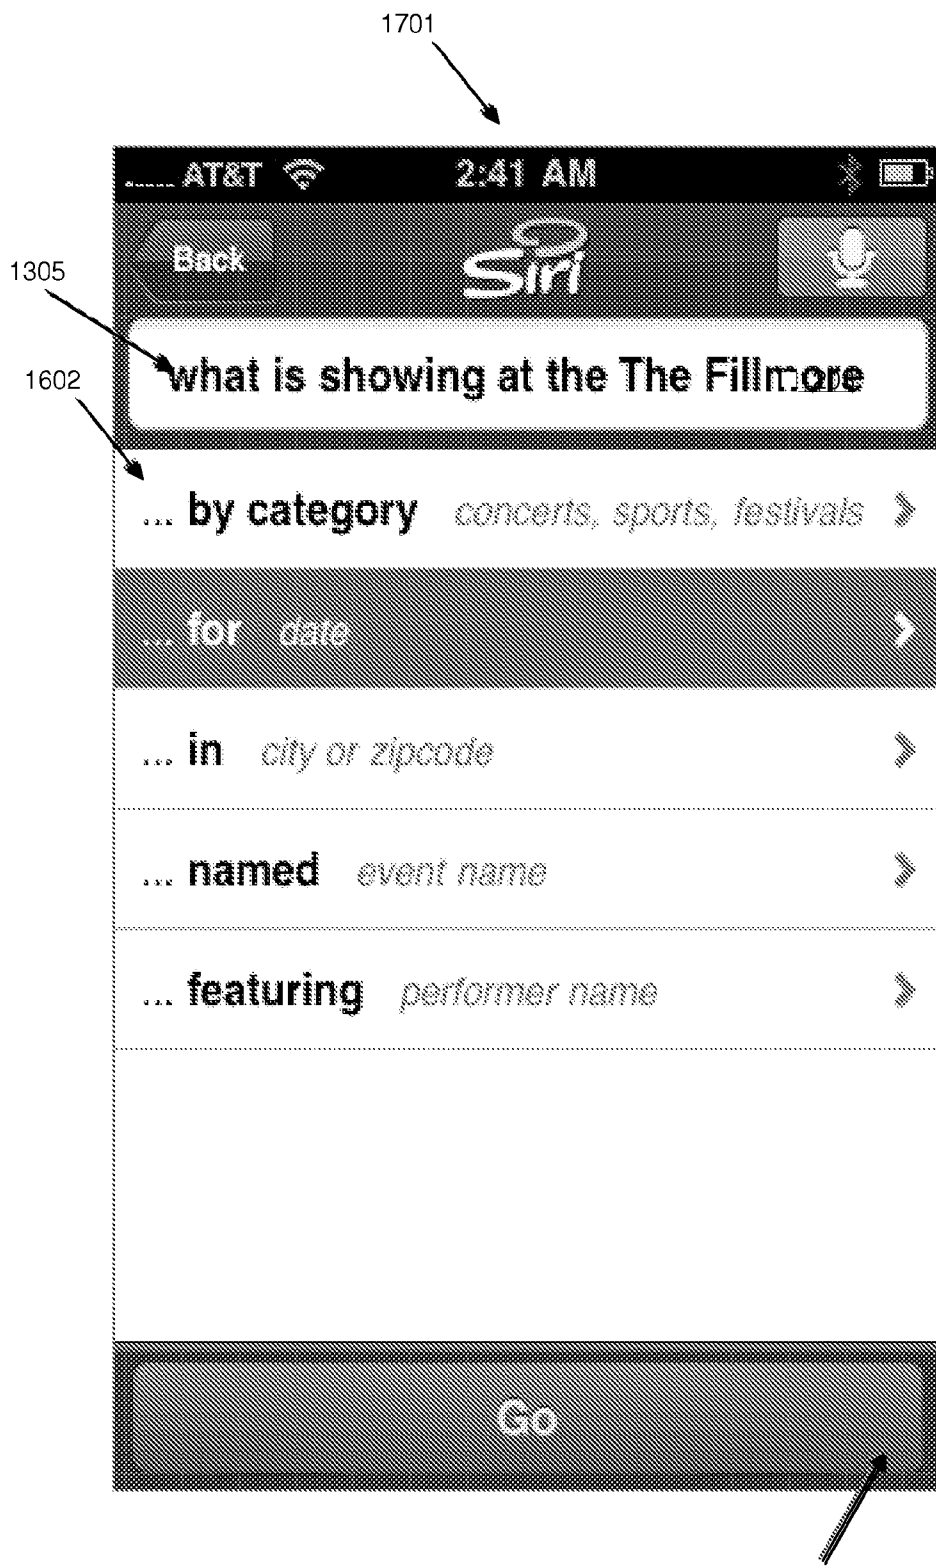 1701
AT&T 2:41 AM
Back Siri
1305
what is showing at the The Fillmore
1602
... by category concerts, sports, festivals
... for date
... in city or zipcode
... named event name
... featuring performer name
Go